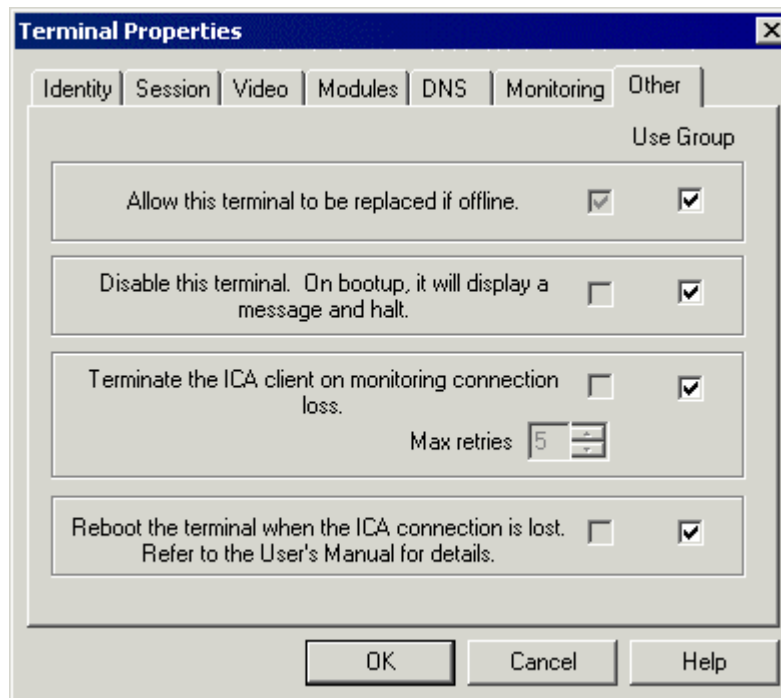 Terminal Properties
Identity Session Video Modules DNS Monitoring Other
Use Group
Allow this terminal to be replaced if offline.
Disable this terminal.  On bootup, it will display a
message and halt.
Terminate the ICA client on monitoring connection
loss.
Max retries 5
Reboot the terminal when the ICA connection is lost.
Refer to the User's Manual for details.
OK Cancel Help